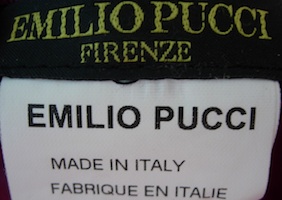 EMILIO PUCCI
FIRENZE
EMILIO PUCCI
MADE IN ITALY
FABRIQUE EN ITALIE